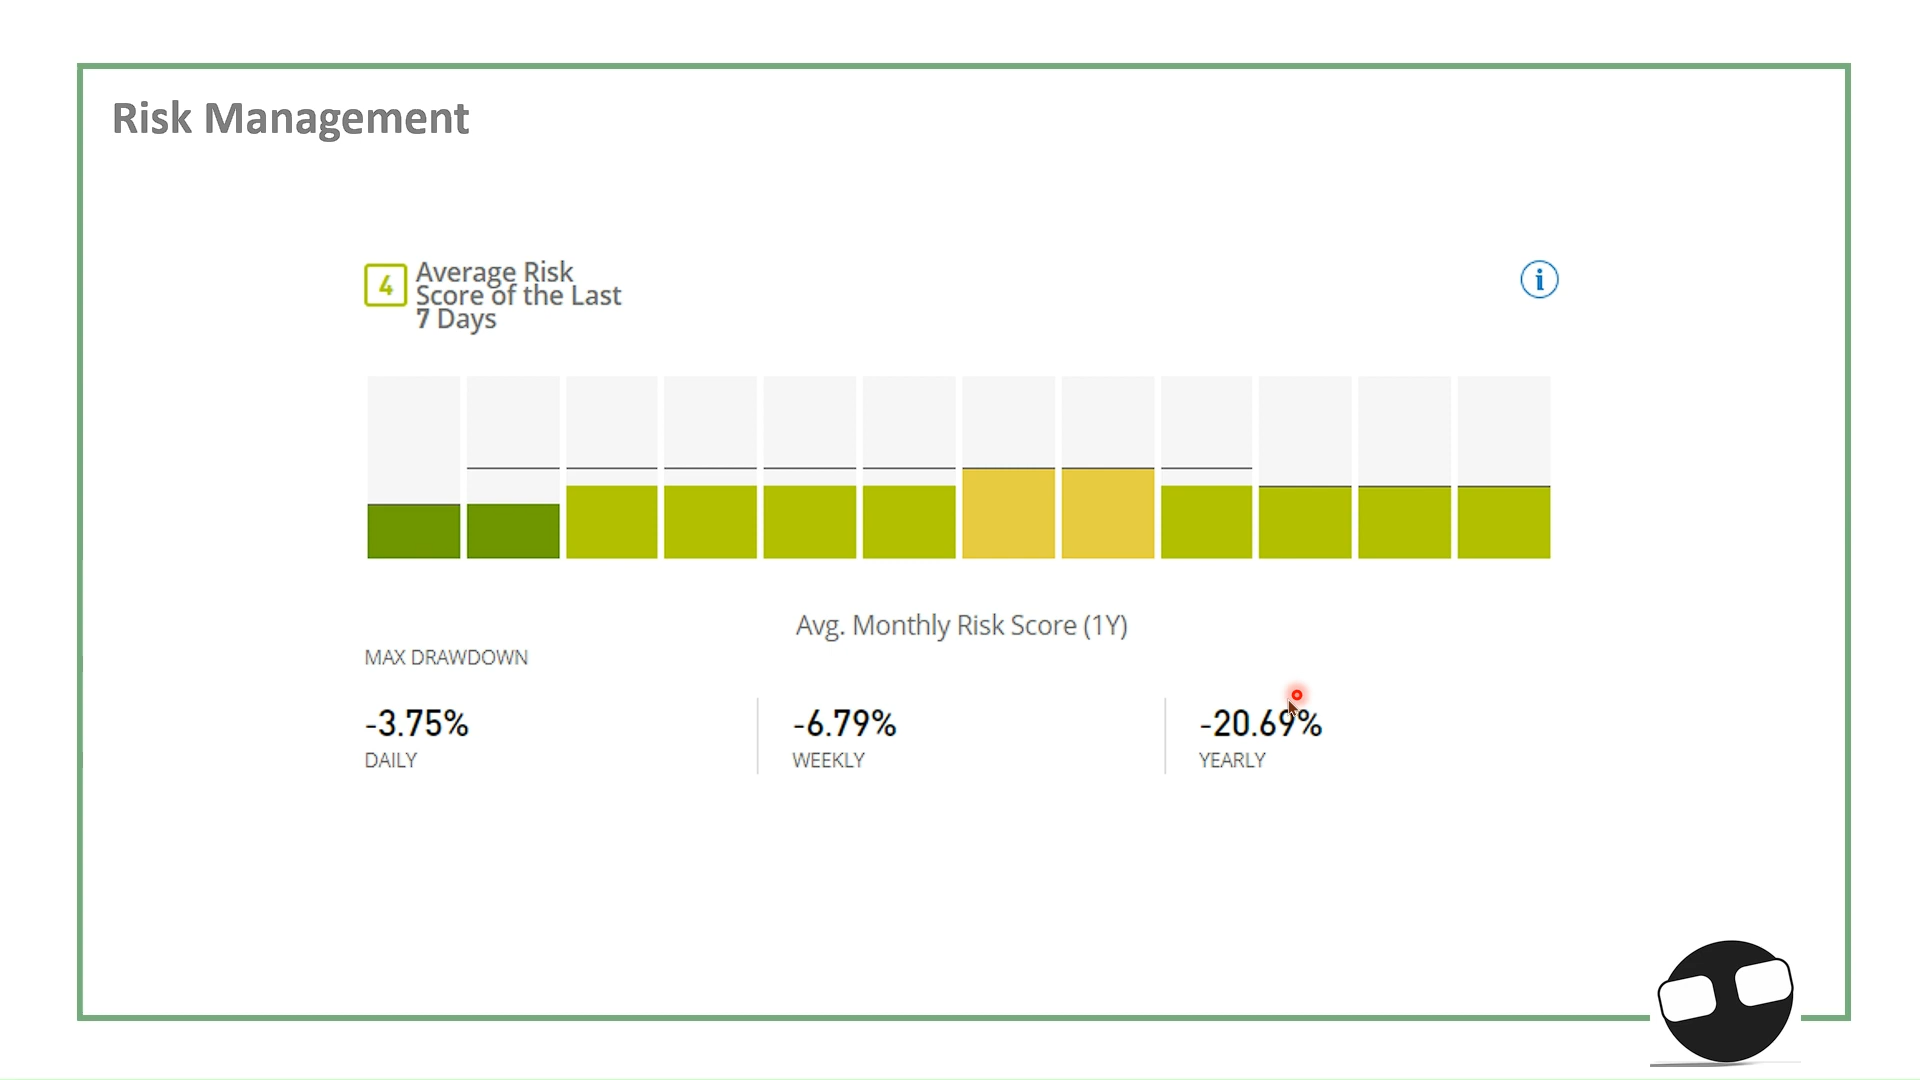 Risk Management
4
Average Risk
Score of the Last
7 Days
i
Avg. Monthly Risk Score (1Y)
MAX DRAWDOWN
-3.75%
DAILY
-6.79%
WEEKLY
-20.69%
YEARLY